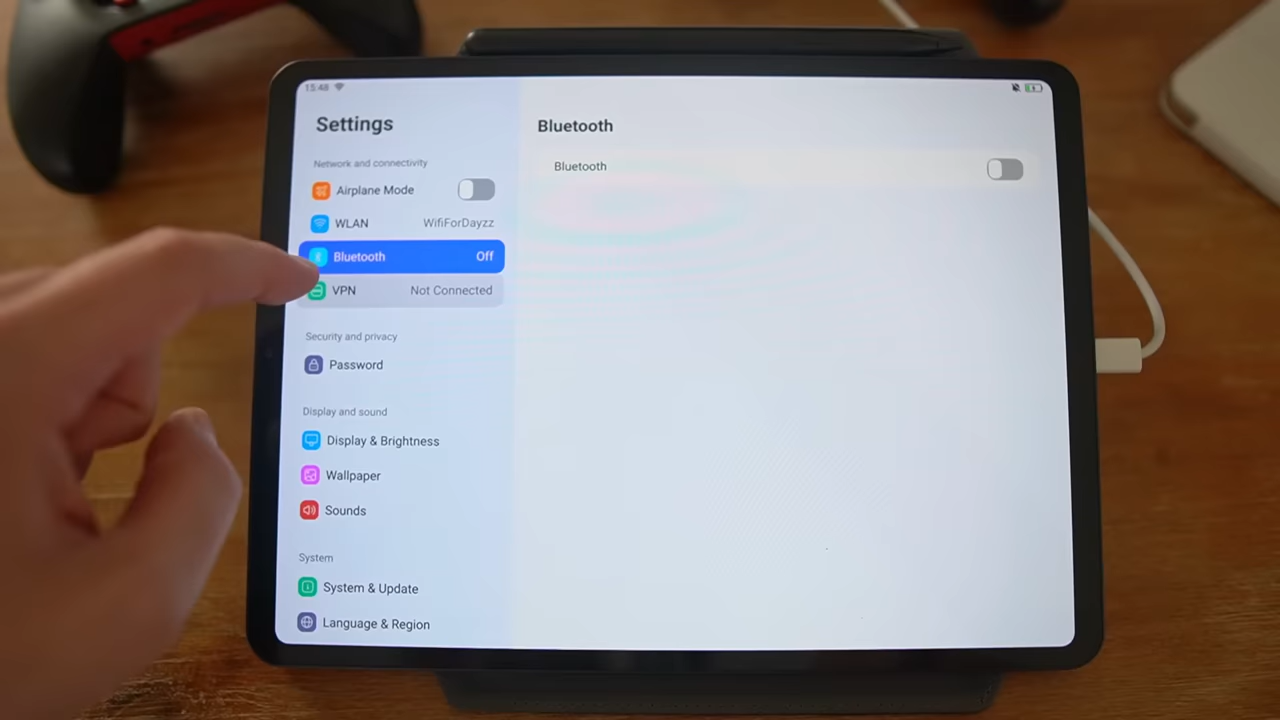 15:48
Settings
Network and connectivity
Airplane Mode
WLAN WifiForDayzz
Bluetooth Off
VPN Not Connected
Security and privacy
Password
Display and sound
Display & Brightness
Wallpaper
Sounds
System
System & Update
Language & Region
Bluetooth
Bluetooth